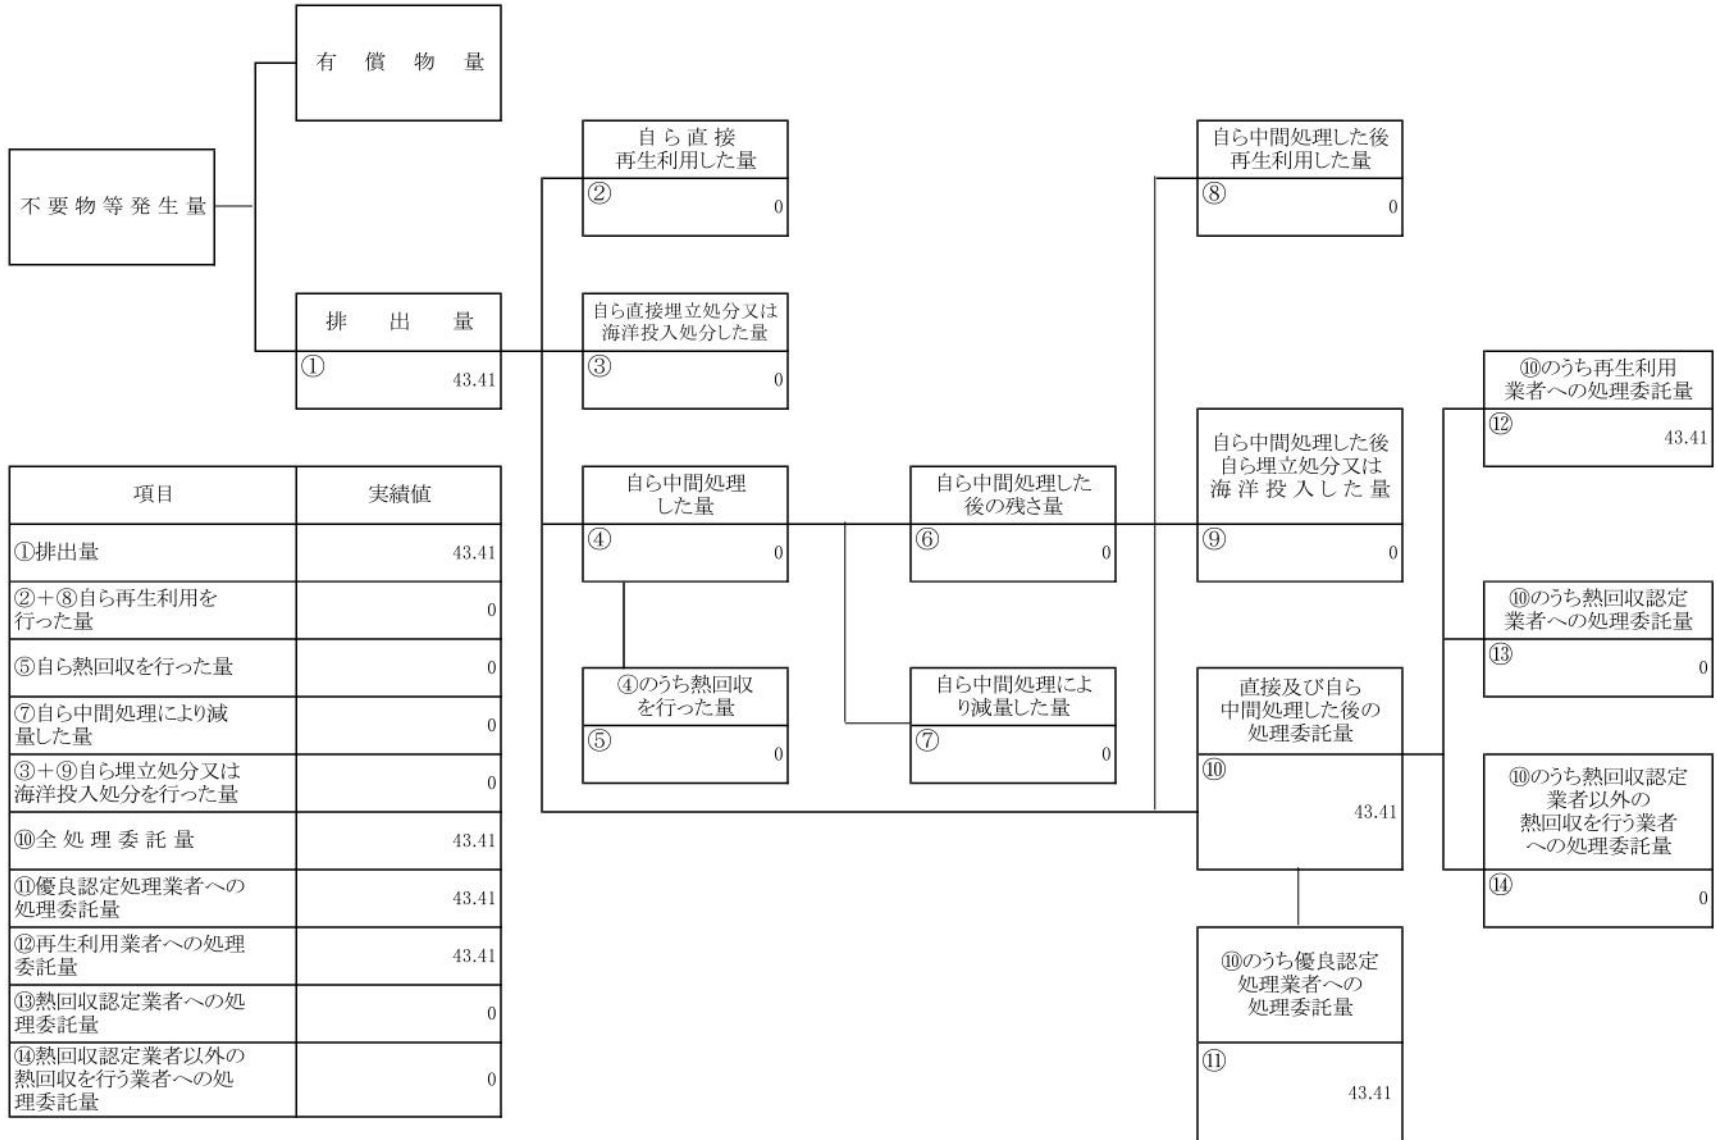 有償物量
不要物等発生量
排出量
①
43.41
自ら直接
再生利用した量
②
0
自ら直接埋立処分又は
海洋投入処分した量
③
0
自ら中間処理
した量
④
0
④のうち熱回収
を行った量
⑤
0
自ら中間処理した
後の残さ量
⑥
0
自ら中間処理によ
り減量した量
⑦
0
自ら中間処理した後
再生利用した量
⑧
0
自ら中間処理した後
自ら埋立処分又は
海洋投入した量
⑨
0
直接及び自ら
中間処理した後の
処理委託量
⑩
43.41
⑩のうち優良認定
処理業者への
処理委託量
⑪
43.41
⑩のうち再生利用
業者への処理委託量
⑫
43.41
⑩のうち熱回収認定
業者への処理委託量
⑬
0
⑩のうち熱回収認定
業者以外の
熱回収を行う業者
への処理委託量
⑭
0
項目 実績値
①排出量 43.41
②+⑧自ら再生利用を
行った量 0
⑤自ら熱回収を行った量 0
⑦自ら中間処理により減
量した量 0
③+⑨自ら埋立処分又は
海洋投入処分を行った量 0
⑩全処理委託量 43.41
⑪優良認定処理業者への
処理委託量 43.41
⑫再生利用業者への処理
委託量 43.41
⑬熱回収認定業者への処
理委託量 0
⑭熱回収認定業者以外の
熱回収を行う業者への処
理委託量 0